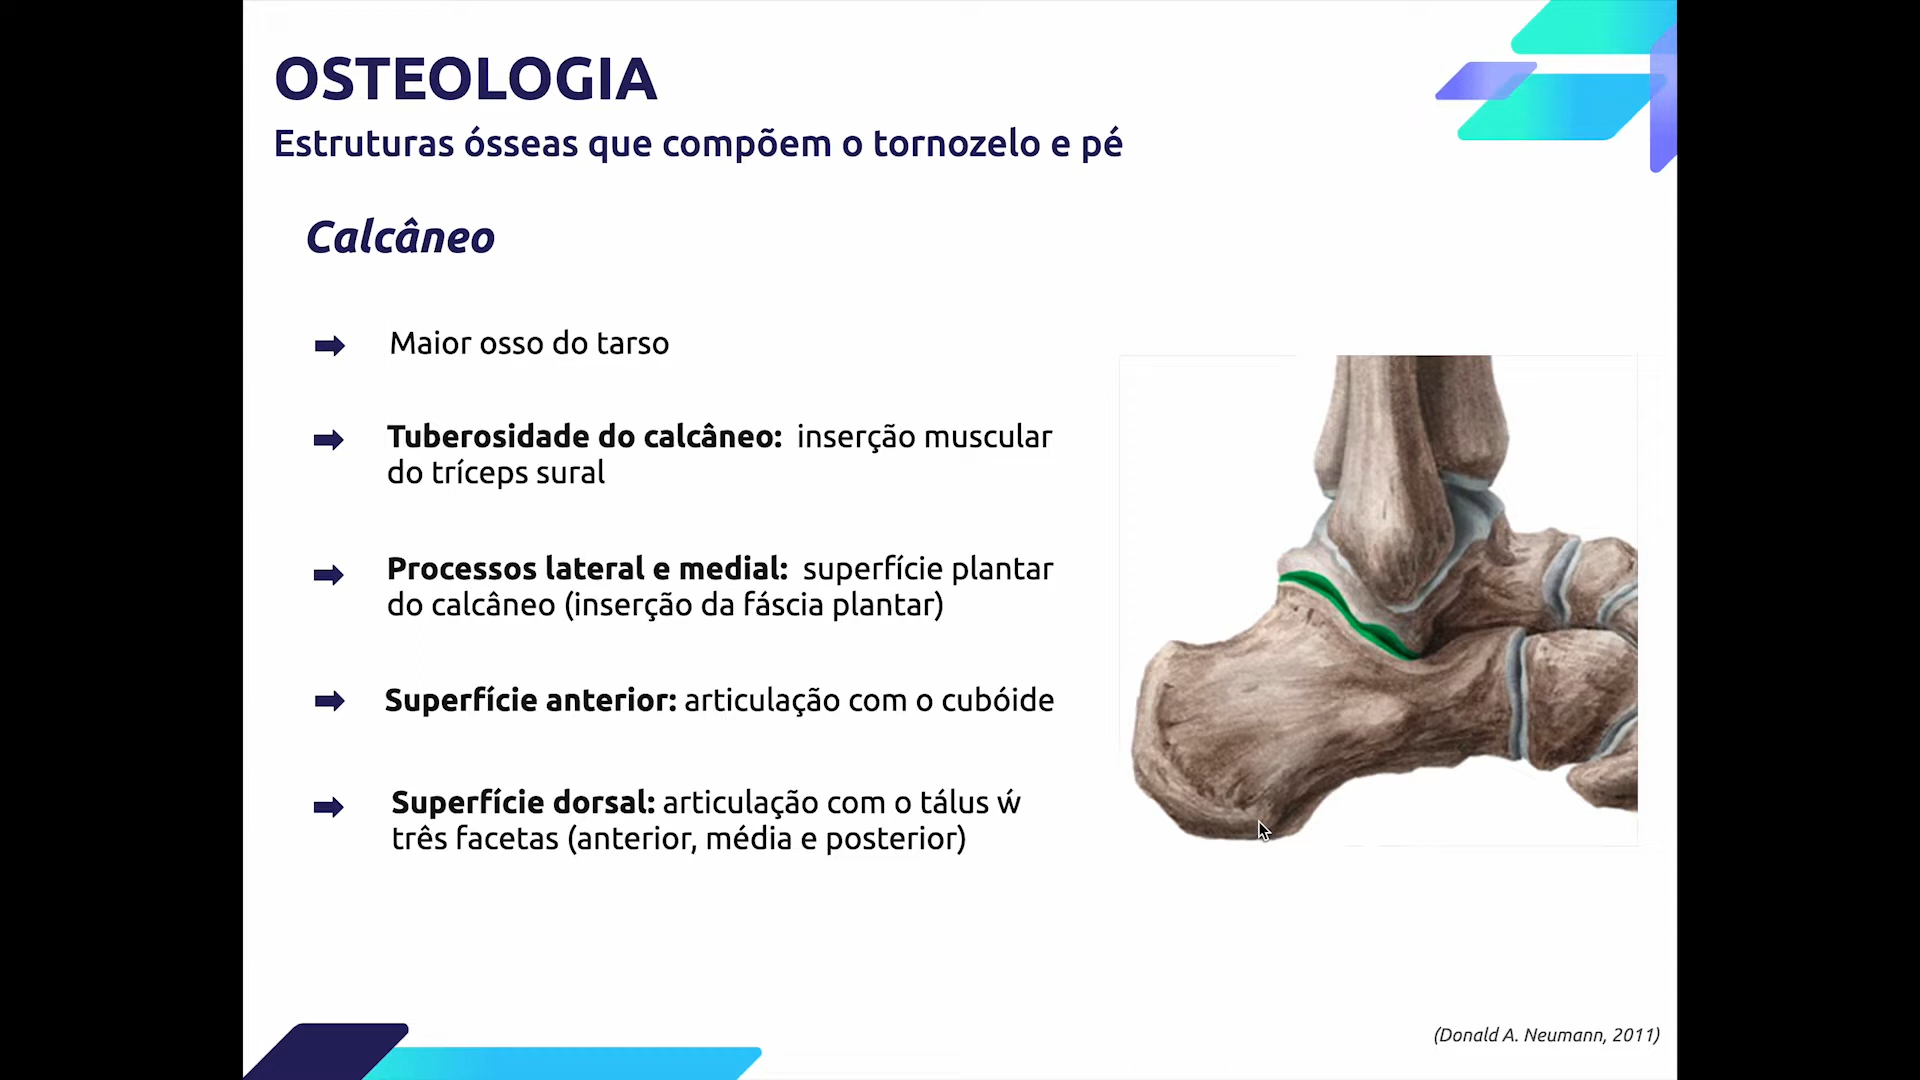 OSTEOLOGIA
Estruturas ósseas que compõem o tornozelo e pé
Calcâneo
Maior osso do tarso
Tuberosidade do calcâneo: inserção muscular
do tríceps sural
Processos lateral e medial: superfície plantar
do calcâneo (inserção da fáscia plantar)
Superfície anterior: articulação com o cubóide
Superfície dorsal: articulação com o tálus ẃ
três facetas (anterior, média e posterior)
(Donald A. Neumann, 2011)